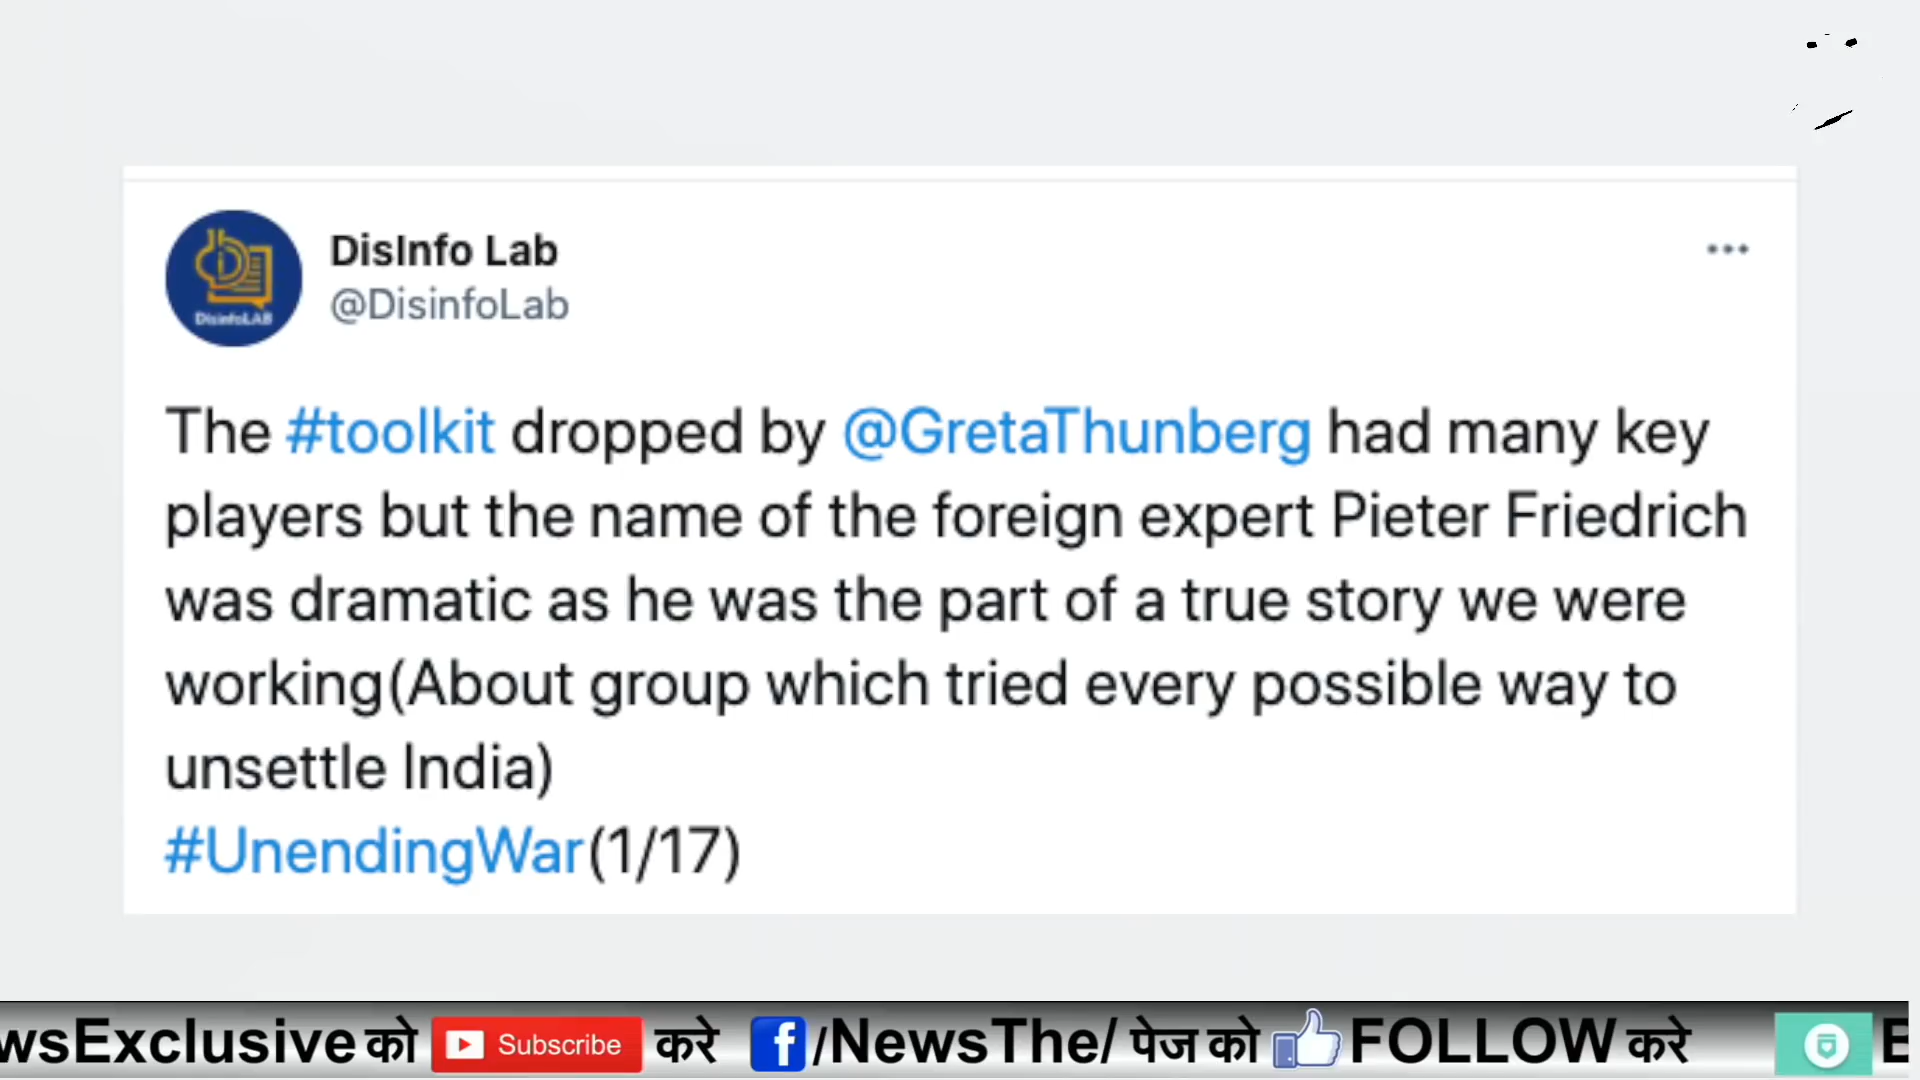 DisInfo Lab
@DisinfoLab
DisinfoLAB
The #toolkit dropped by @GretaThunberg had many key
players but the name of the foreign expert Pieter Friedrich
was dramatic as he was the part of a true story we were
working(About group which tried every possible way to
unsettle India)
#UnendingWar(1/17)
wsExclusive को Subscribe करे f/NewsThe/ पेज को FOLLOW करे E